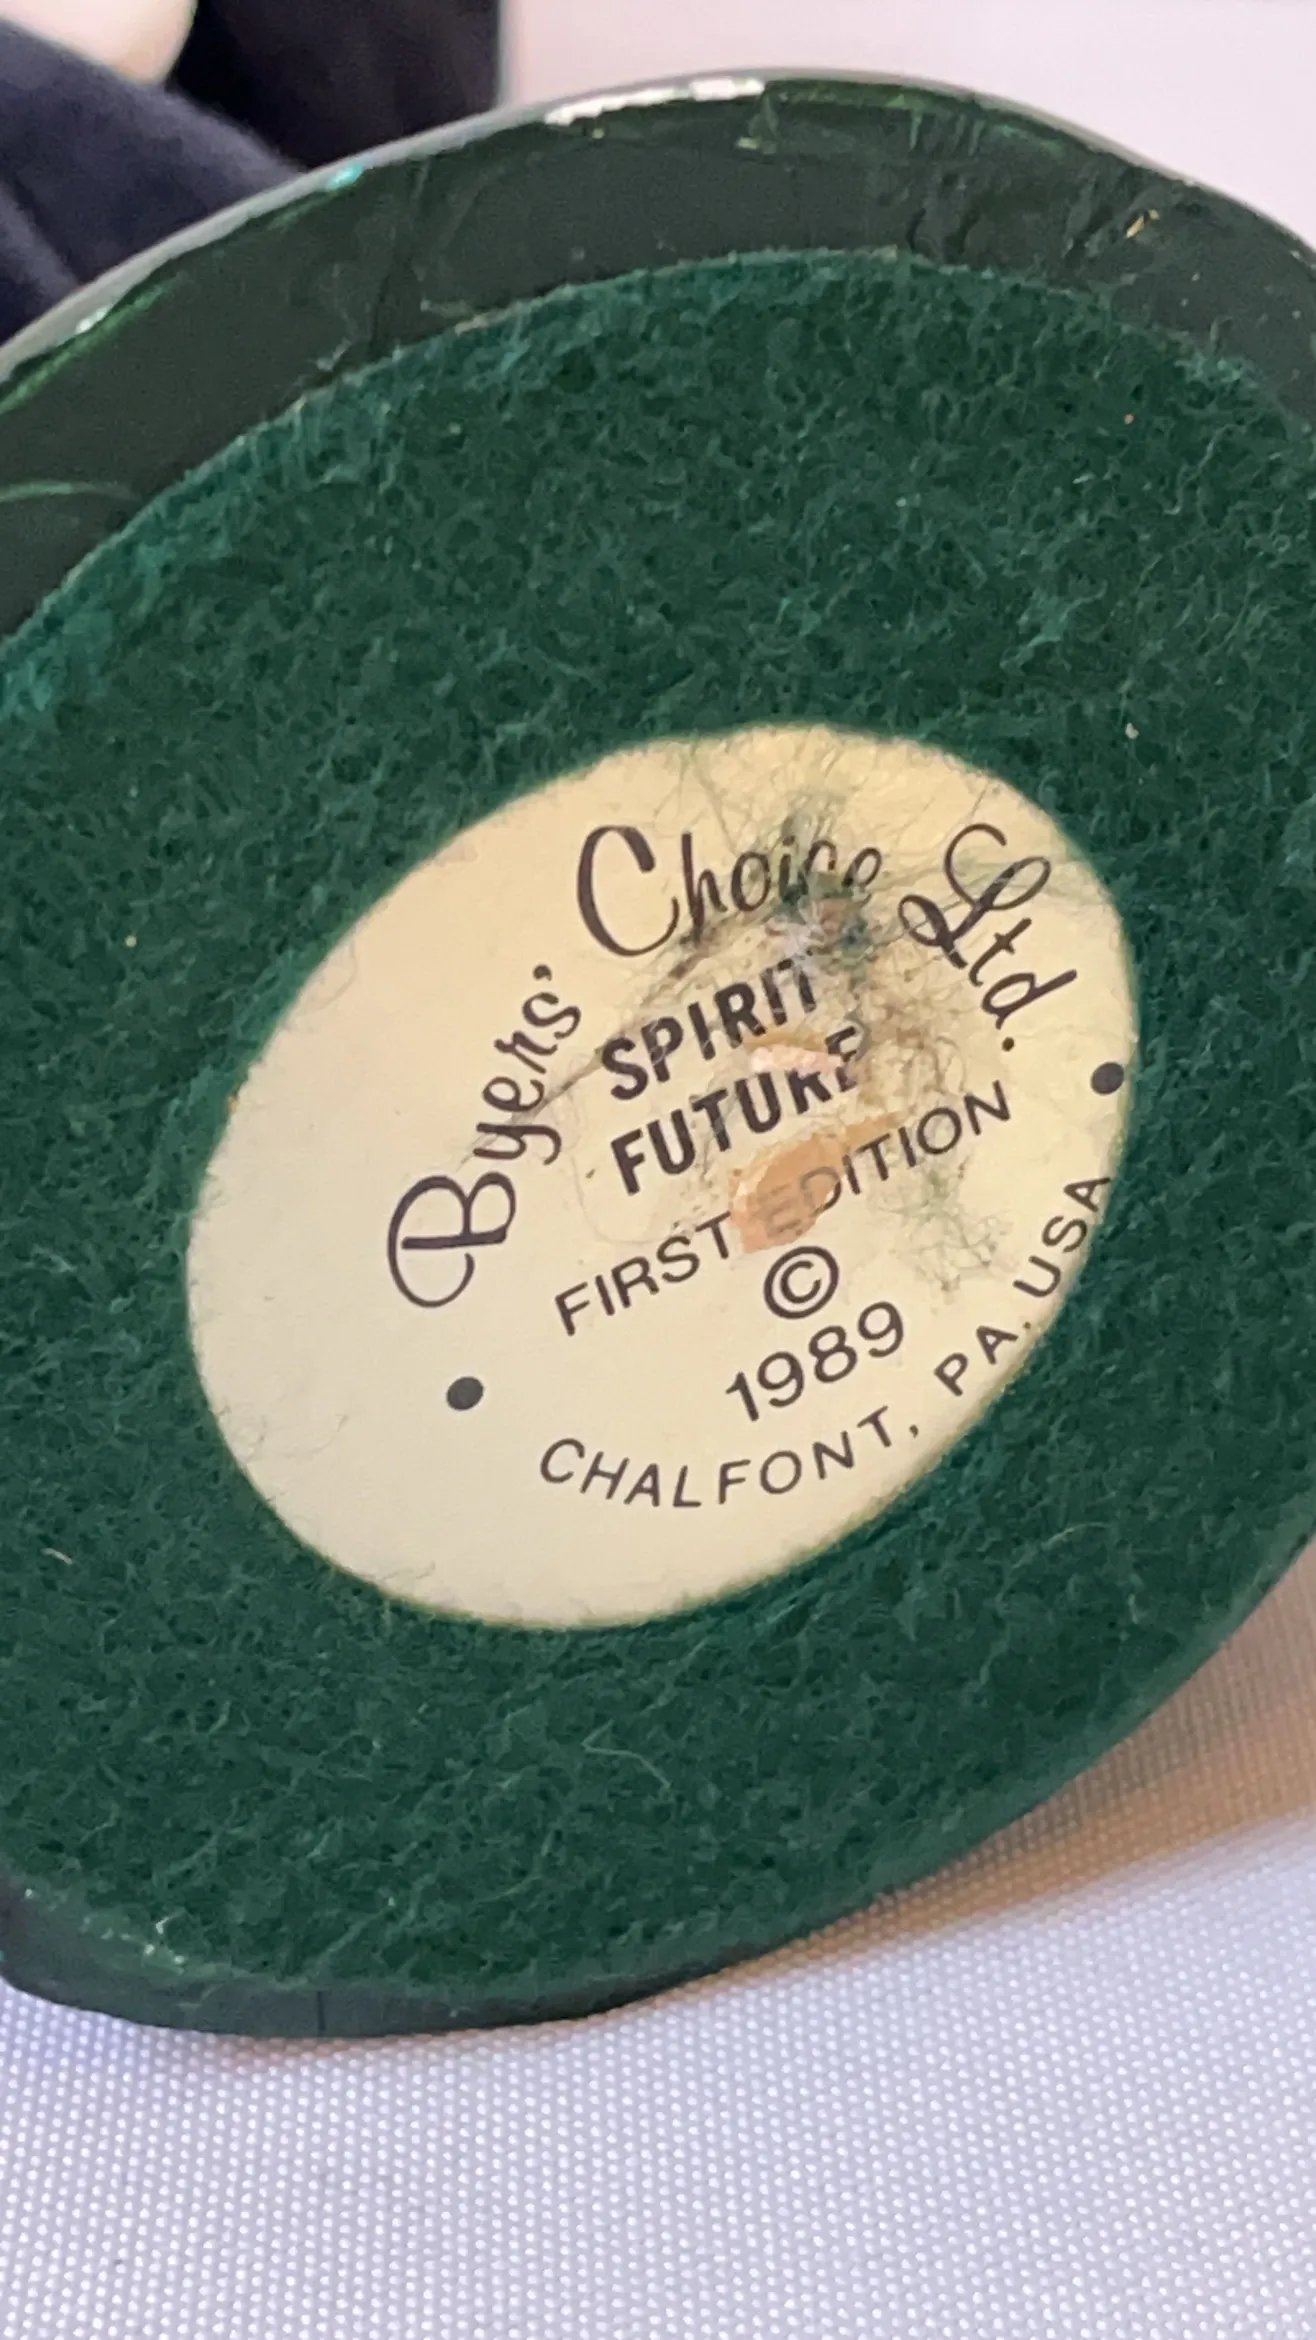 Byers' Choice Ltd.
SPIRIT
FUTURE
FIRST EDITION
©
1989
CHALFONT, PA. USA